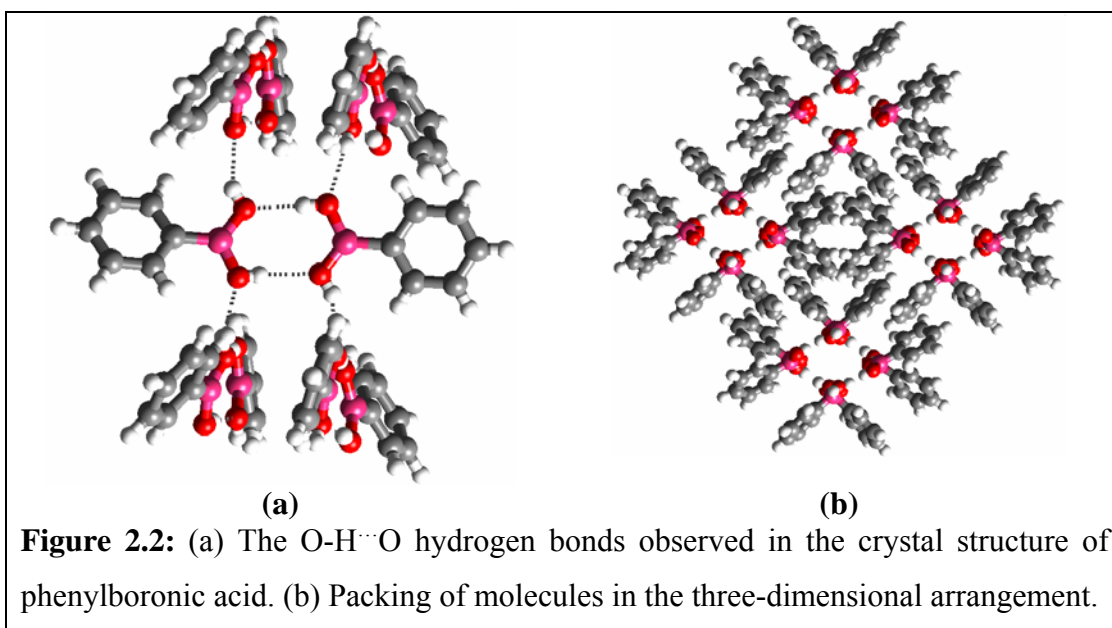 (a) (b)
Figure 2.2: (a) The O-H⋯O hydrogen bonds observed in the crystal structure of
phenylboronic acid. (b) Packing of molecules in the three-dimensional arrangement.